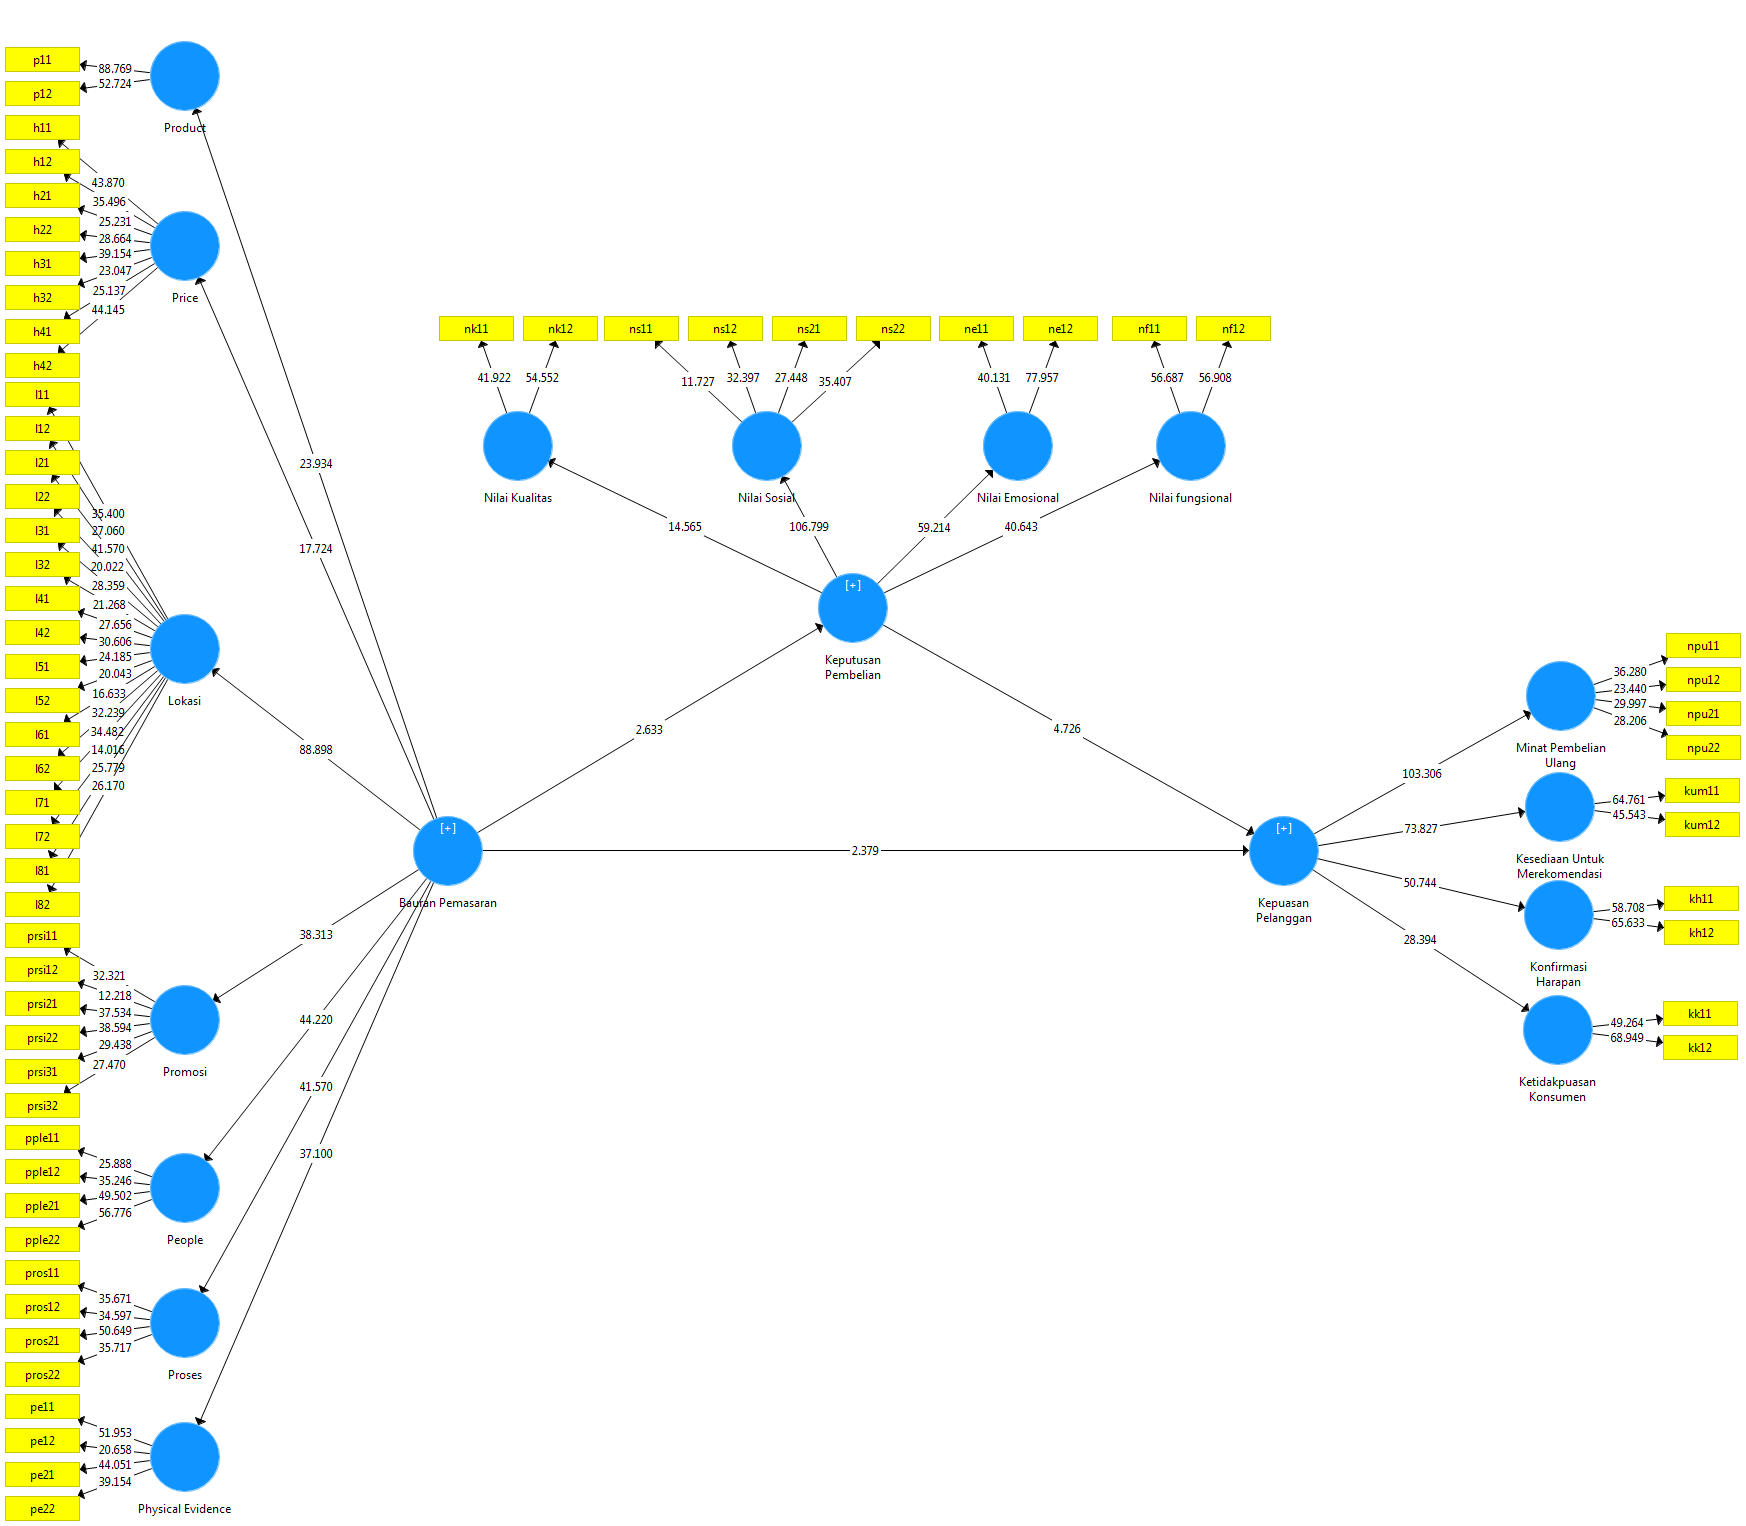 p11
p12
88.769
52.724
Product
h11
h12
h21
h22
h31
h32
h41
h42
43.870
35.496
25.231
28.664
39.154
23.047
25.137
44.145
Price
l11
l12
l21
l22
l31
l32
l41
l42
l51
l52
l61
l62
l71
l72
l81
l82
35.400
27.060
41.570
20.022
28.359
21.268
27.656
30.606
24.185
20.043
16.633
32.239
34.482
14.016
25.779
26.170
Lokasi
prsi11
prsi12
prsi21
prsi22
prsi31
prsi32
32.321
12.218
37.534
38.594
29.438
27.470
Promosi
pple11
pple12
pple21
pple22
25.888
35.246
49.502
56.776
People
pros11
pros12
pros21
pros22
35.671
34.597
50.649
35.717
Proses
pe11
pe12
pe21
pe22
51.953
20.658
44.051
39.154
Physical Evidence
23.934
17.724
88.898
38.313
44.220
41.570
37.100
[+]
Bauran Pemasaran
nk11
nk12
ns11
ns12
ns21
ns22
ne11
ne12
nf11
nf12
41.922
54.552
11.727
32.397
27.448
35.407
40.131
77.957
56.687
56.908
Nilai Kualitas
Nilai Sosial
Nilai Emosional
Nilai fungsional
14.565
106.799
59.214
40.643
[+]
Keputusan
Pembelian
2.633
4.726
2.379
[+]
Kepuasan
Pelanggan
103.306
73.827
50.744
28.394
Minat Pembelian
Ulang
36.280
23.440
29.997
28.206
npu11
npu12
npu21
npu22
Kesediaan Untuk
Merekomendasi
64.761
45.543
kum11
kum12
Konfirmasi
Harapan
58.708
65.633
kh11
kh12
Ketidakpuasan
Konsumen
49.264
68.949
kk11
kk12